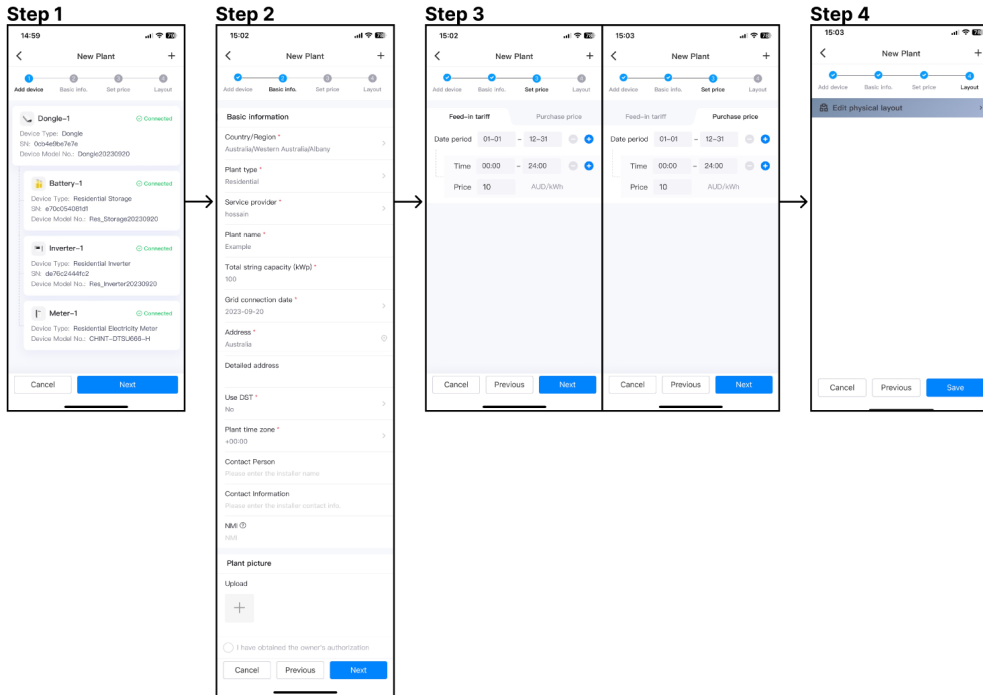 Step 1
14:59
New Plant
1
2
3
4
Add device
Basic info.
Set price
Layout
Dongle-1
Connected
Device Type: Dongle
SN: 0cb4e9be7e7e
Device Model No.: Dongle20230920
Battery-1
Connected
Device Type: Residential Storage
SN: e70c054081d1
Device Model No.: Res_Storage20230920
Inverter-1
Connected
Device Type: Residential Inverter
SN: de76c2444fc2
Device Model No.: Res_Inverter20230920
Meter-1
Connected
Device Type: Residential Electricity Meter
Device Model No.: CHINT-DTSU666-H
Cancel
Next
Step 2
15:02
New Plant
2
3
4
Add device
Basic info.
Set price
Layout
Basic information
Country/Region *
Australia/Western Australia/Albany
Plant type *
Residential
Service provider *
hossain
Plant name *
Example
Total string capacity (kWp) *
100
Grid connection date *
2023-09-20
Address *
Australia
Detailed address
Use DST *
No
Plant time zone *
+00:00
Contact Person
Please enter the installer name
Contact Information
Please enter the installer contact info.
NMI
NMI
Plant picture
Upload
I have obtained the owner's authorization
Cancel
Previous
Next
Step 3
15:02
New Plant
3
4
Add device
Basic info.
Set price
Layout
Feed-in tariff
Purchase price
Date period 01-01 - 12-31
Time 00:00 - 24:00
Price 10 AUD/kWh
Cancel
Previous
Next
15:03
New Plant
3
4
Add device
Basic info.
Set price
Layout
Feed-in tariff
Purchase price
Date period 01-01 - 12-31
Time 00:00 - 24:00
Price 10 AUD/kWh
Cancel
Previous
Next
Step 4
15:03
New Plant
4
Add device
Basic info.
Set price
Layout
Edit physical layout
Cancel
Previous
Save